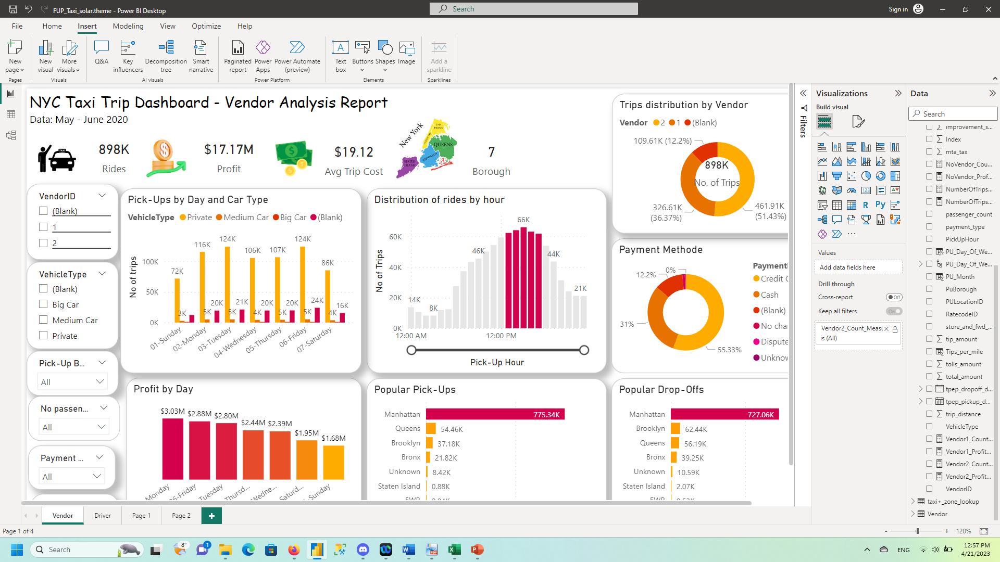 FUP_Taxi_solar.theme - Power BI Desktop
Search
Sign in
File
Home
Insert
Modeling
View
Optimize
Help
New page
New visual
More visuals
Q&A
Key influencers
Decomposition tree
Smart narrative
Paginated report
Power Apps
Power Automate (preview)
Text box
Buttons
Shapes
Image
Add a sparkline
Pages
Visuals
AI visuals
Power Platform
Elements
Sparklines
NYC Taxi Trip Dashboard - Vendor Analysis Report
Data: May - June 2020
898K
Rides
$17.17M
Profit
$19.12
Avg Trip Cost
New York
THE BRONX
QUEENS
BROOKLYN
STATEN ISLAND
7
Borough
TAXI
VendorID
(Blank)
1
2
VehicleType
(Blank)
Big Car
Medium Car
Private
Pick-Up B...
All
No passen...
All
Payment ...
All
Pick-Ups by Day and Car Type
VehicleType Private Medium Car Big Car (Blank)
No of trips
100K
50K
0K
72K
116K
124K
106K
107K
124K
86K
3K
5K
20K
5K
21K
4K
20K
5K
20K
5K
24K
4K
16K
01-Sunday
02-Monday
03-Tuesday
04-Wednesday
05-Thursday
06-Friday
07-Saturday
Distribution of rides by hour
No of Trips
60K
40K
20K
0K
14K
8K
46K
66K
44K
21K
12:00 AM
12:00 PM
Pick-Up Hour
Trips distribution by Vendor
Vendor 2 1 (Blank)
109.61K (12.2%)
898K
No. of Trips
326.61K
(36.37%)
461.91K
(51.43%)
Payment Methode
12.2%
0%
31%
55.33%
Credit C
Cash
(Blank)
No cha
Dispute
Unknow
Profit by Day
$3.03M
$2.88M
$2.80M
$2.44M
$2.39M
$1.95M
$1.68M
Monday
06-Friday
Tuesday
Thursd...
Wedne...
Saturd...
Sunday
Popular Pick-Ups
Manhattan 775.34K
Queens 54.46K
Brooklyn 37.18K
Bronx 21.82K
Unknown 8.42K
Staten Island 0.88K
Popular Drop-Offs
Manhattan 727.06K
Brooklyn 62.44K
Queens 56.19K
Bronx 39.25K
Unknown 10.59K
Staten Island 2.07K
Filters
Visualizations
Build visual
R
Py
123
Values
Add data fields here
Drill through
Cross-report
Off
Keep all filters
On
Vendor2_Count_Measu
is (All)
Data
Search
improvement_s...
Index
mta_tax
NoVendor_Cou...
NoVendor_Prof...
NumberOfTrips...
NumberOfTrips...
passenger_count
payment_type
PickUpHour
PU_Day_Of_We...
PU_Day_Of_We...
PU_Month
PuBorough
PULocationID
RatecodeID
store_and_fwd_...
tip_amount
Tips_per_mile
tolls_amount
total_amount
tpep_dropoff_d...
tpep_pickup_d...
trip_distance
VehicleType
Vendor1_Count...
Vendor1_Profit...
Vendor2_Count...
Vendor2_Profit...
VendorID
taxi+_zone_lookup
Vendor
Vendor
Driver
Page 1
Page 2
Page 1 of 4
- + 120%
Search
8°
1
ENG
12:57 PM
4/21/2023